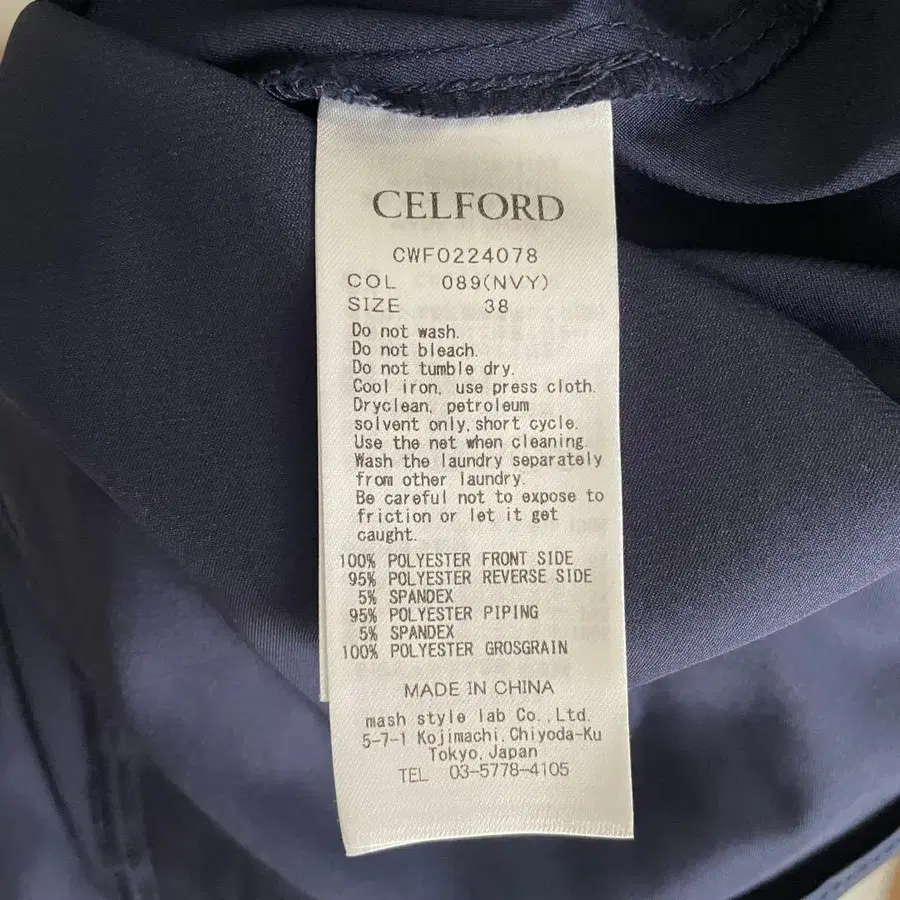 CELFORD
CWF0224078
COL 089(NVY)
SIZE 38
Do not wash.
Do not bleach.
Do not tumble dry.
Cool iron, use press cloth.
Dryclean, petroleum
solvent only, short cycle.
Use the net when cleaning.
Wash the laundry separately
from other laundry.
Be careful not to expose to
friction or let it get
caught.
100% POLYESTER FRONT SIDE
95% POLYESTER REVERSE SIDE
5% SPANDEX
95% POLYESTER PIPING
5% SPANDEX
100% POLYESTER GROSGRAIN
MADE IN CHINA
mash style lab Co.,Ltd.
5-7-1 Kojimachi, Chiyoda-Ku
Tokyo, Japan
TEL 03-5778-4105